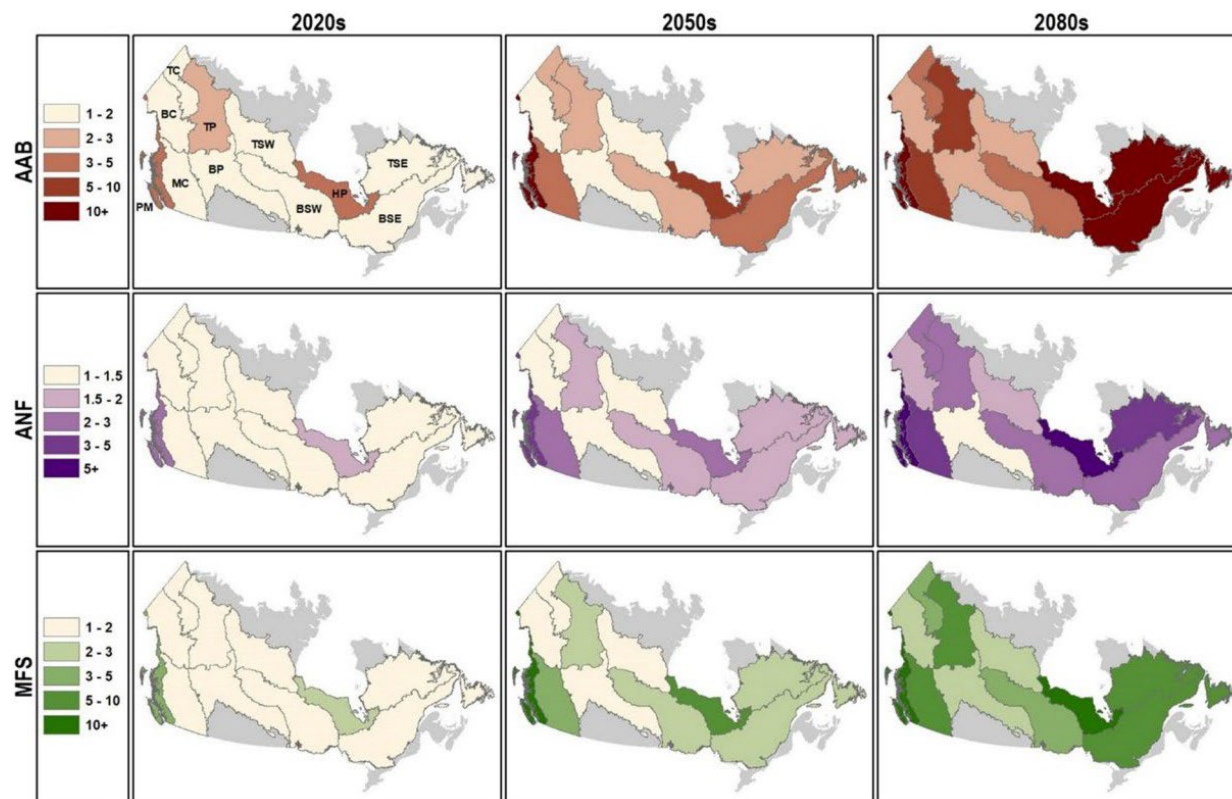 2020s
2050s
2080s
AAB
1 - 2
2 - 3
3 - 5
5 - 10
10+
TC
BC
TP
TSW
TSE
MC
BP
HP
PM
BSW
BSE
ANF
1 - 1.5
1.5 - 2
2 - 3
3 - 5
5+
MFS
1 - 2
2 - 3
3 - 5
5 - 10
10+